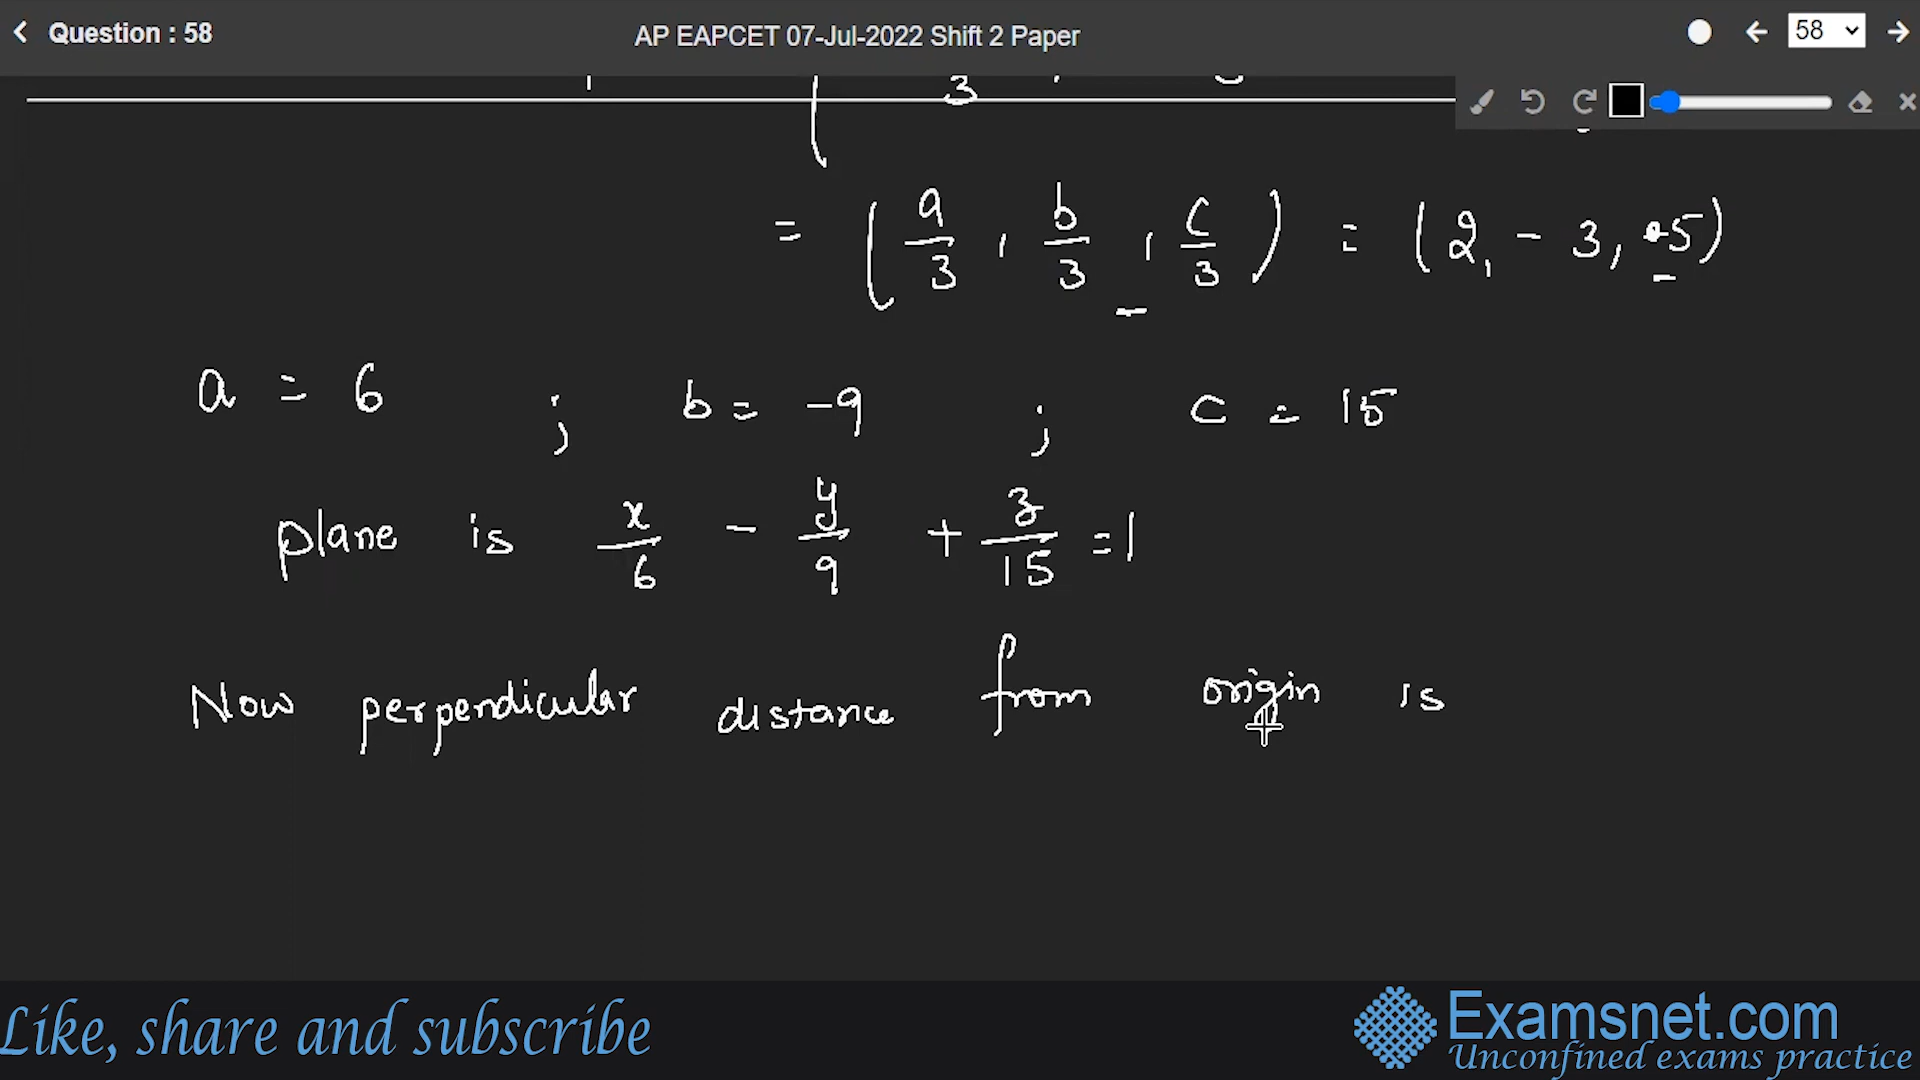 Question : 58
AP EAPCET 07-Jul-2022 Shift 2 Paper
58
3
= ( a/3 , b/3 , c/3 ) = ( 2, - 3, 5 )
a = 6 ; b = -9 ; c = 15
plane is x/6 - y/9 + z/15 = 1
Now perpendicular distance from origin is
Like, share and subscribe
Examsnet.com
Unconfined exams practice